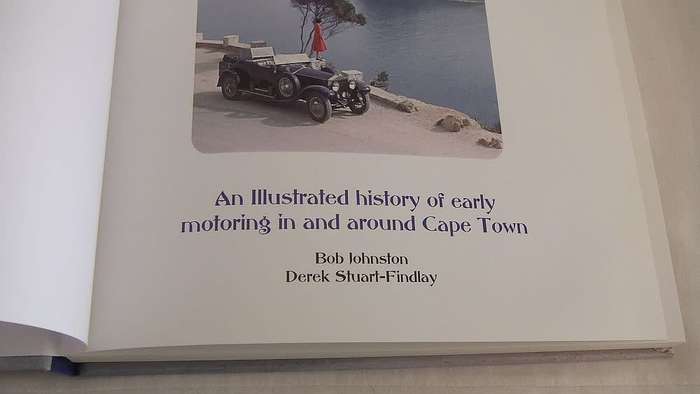 An Illustrated history of early
motoring in and around Cape Town
Bob Johnston
Derek Stuart-Findlay